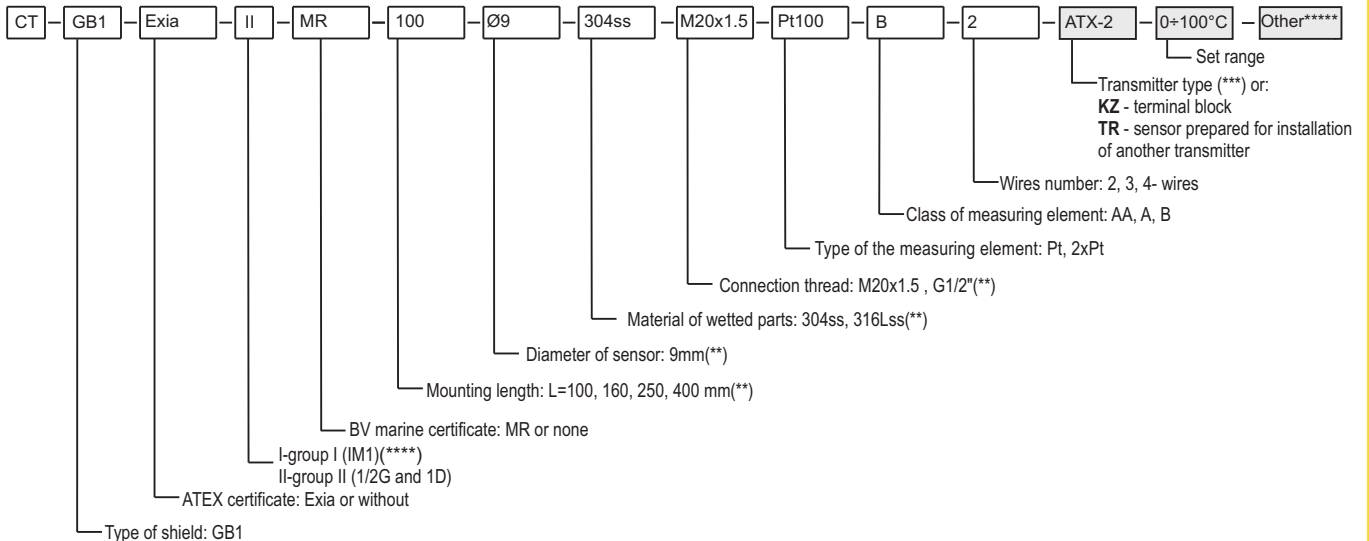 CT – GB1 – Exia – II – MR – 100 – Ø9 – 304ss – M20x1.5 – Pt100 – B – 2 – ATX-2 – 0÷100°C – Other*****
Set range
Transmitter type (***) or:
KZ - terminal block
TR - sensor prepared for installation
of another transmitter
Wires number: 2, 3, 4- wires
Class of measuring element: AA, A, B
Type of the measuring element: Pt, 2xPt
Connection thread: M20x1.5 , G1/2"(**)
Material of wetted parts: 304ss, 316Lss(**)
Diameter of sensor: 9mm(**)
Mounting length: L=100, 160, 250, 400 mm(**)
BV marine certificate: MR or none
I-group I (IM1)(****)
II-group II (1/2G and 1D)
ATEX certificate: Exia or without
Type of shield: GB1